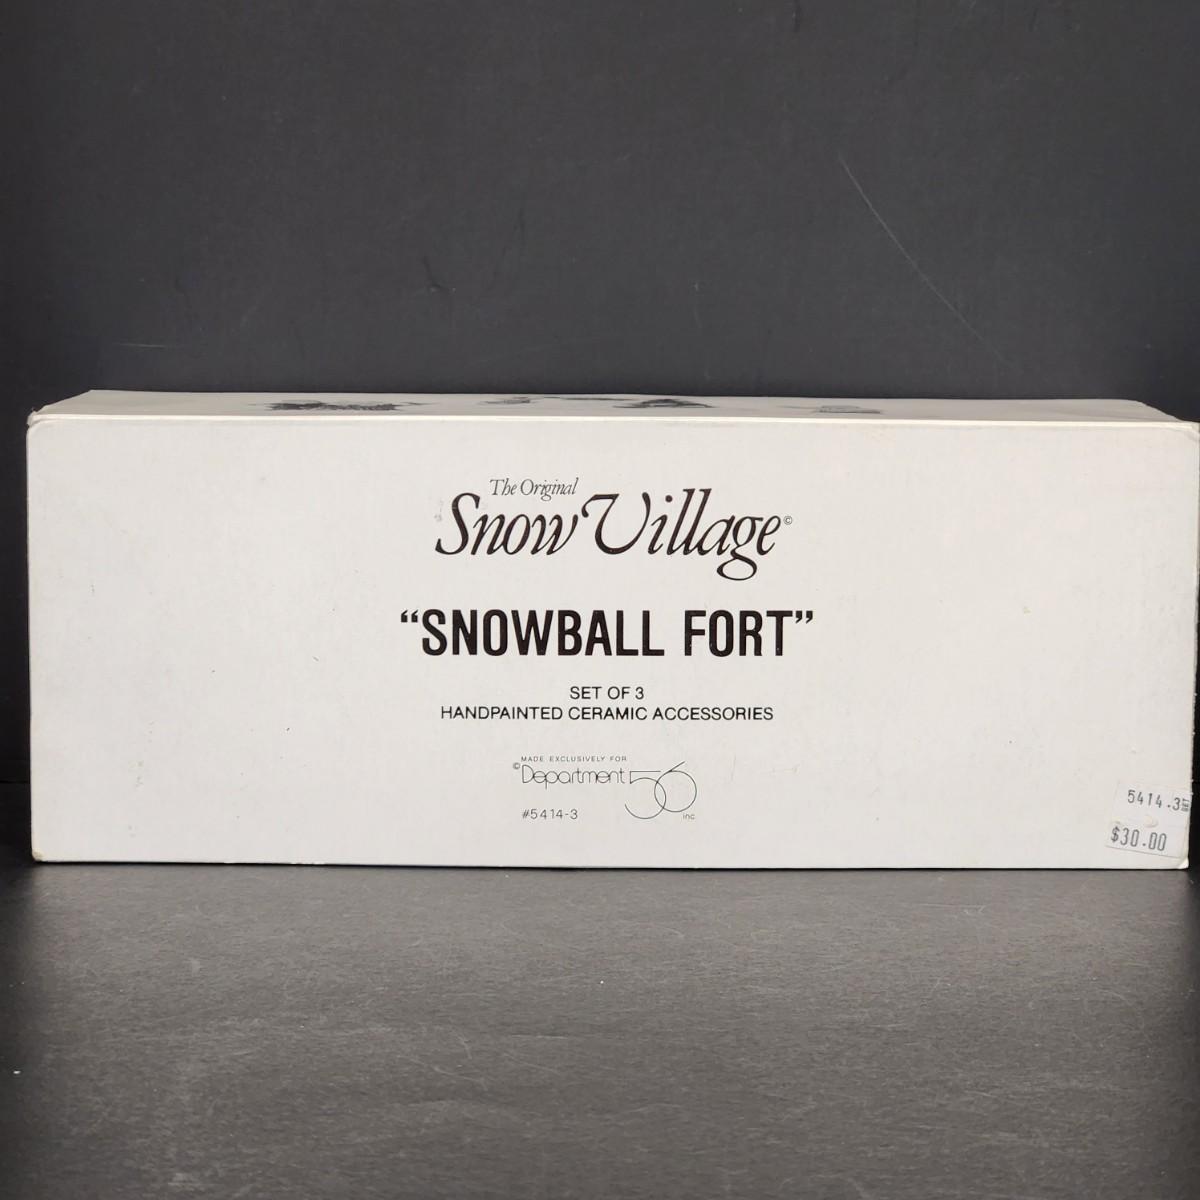 The Original
Snow Village©
“SNOWBALL FORT”
SET OF 3
HANDPAINTED CERAMIC ACCESSORIES
MADE EXCLUSIVELY FOR
©Department 56
inc.
#5414-3
5414.3
$30.00